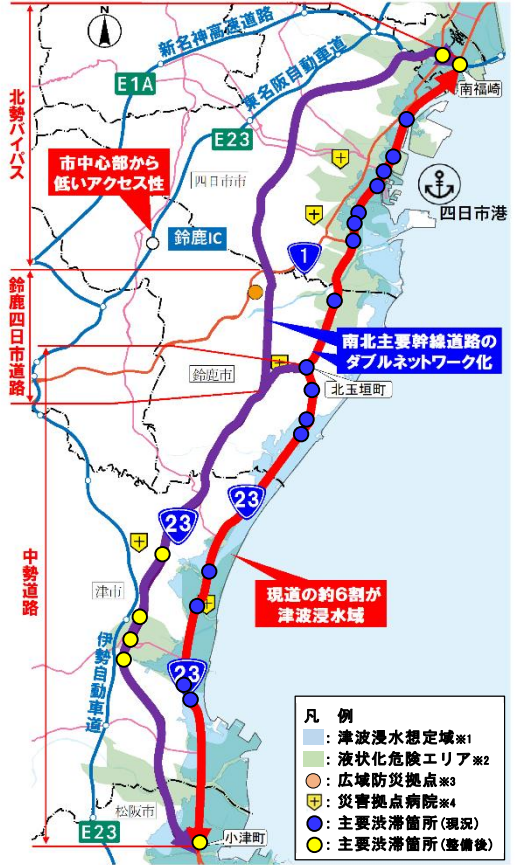 N
新名神高速道路
東名阪自動車道
E1A
E23
北勢バイパス
南福崎
市中心部から
低いアクセス性
四日市市
四日市港
鈴鹿IC
1
鈴鹿四日市道路
南北主要幹線道路の
ダブルネットワーク化
鈴鹿市
北玉垣町
23
23
中勢道路
現道の約6割が
津波浸水域
津市
伊勢自動車道
23
凡 例
: 津波浸水想定域※1
: 液状化危険エリア※2
: 広域防災拠点※3
: 災害拠点病院※4
: 主要渋滞箇所(現況)
: 主要渋滞箇所(整備後)
松阪市
E23
小津町